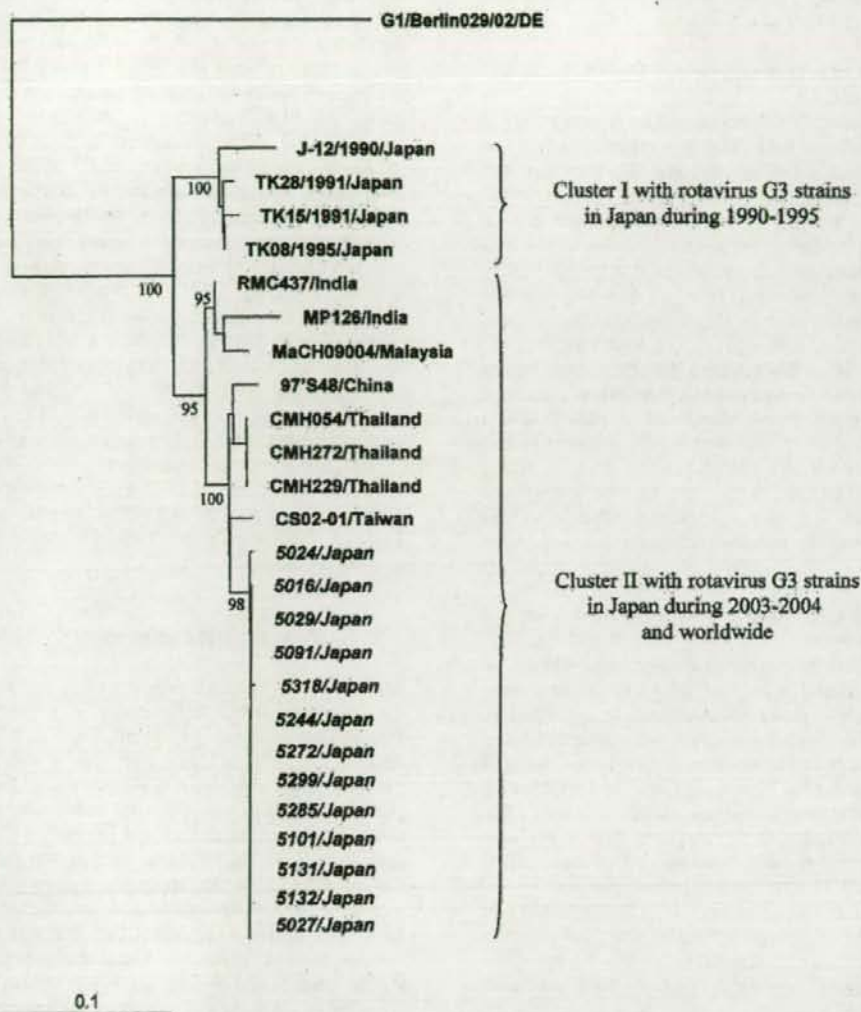 G1/Berlin029/02/DE
J-12/1990/Japan
100
TK28/1991/Japan
TK15/1991/Japan
TK08/1995/Japan
Cluster I with rotavirus G3 strains
in Japan during 1990-1995
100
RMC437/India
95
MP126/India
MaCH09004/Malaysia
97'S48/China
95
CMH054/Thailand
CMH272/Thailand
CMH229/Thailand
100
CS02-01/Taiwan
5024/Japan
5016/Japan
98
5029/Japan
5091/Japan
5318/Japan
5244/Japan
5272/Japan
5299/Japan
5285/Japan
5101/Japan
5131/Japan
5132/Japan
5027/Japan
Cluster II with rotavirus G3 strains
in Japan during 2003-2004
and worldwide
0.1